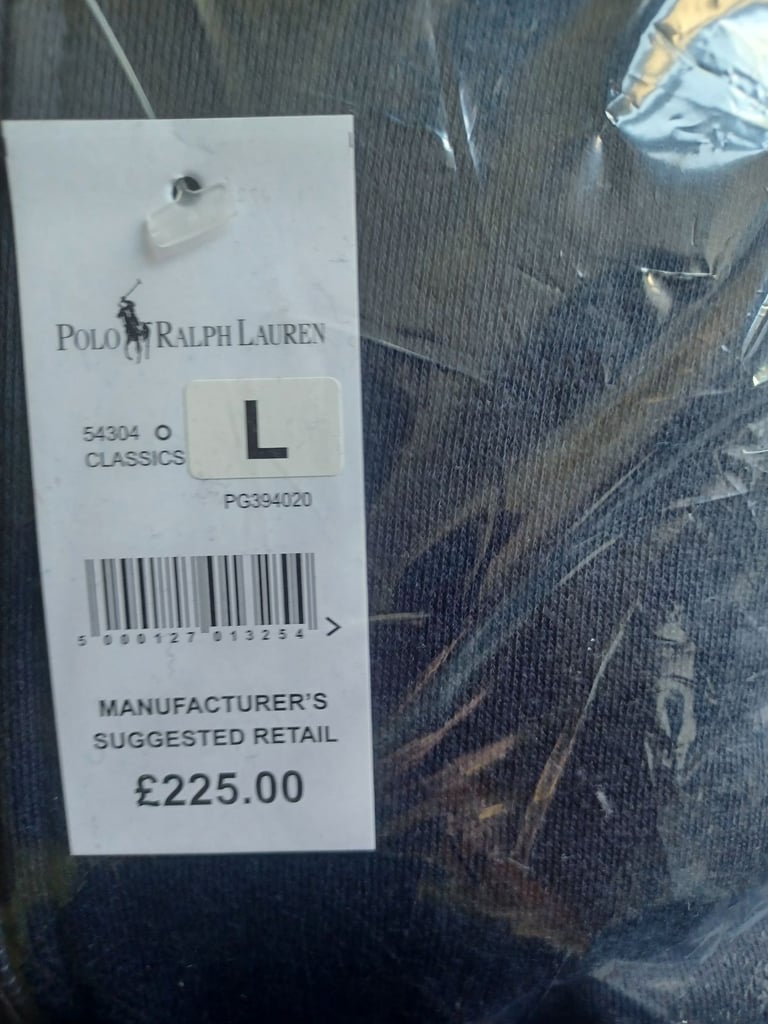 POLO RALPH LAUREN
54304 O
CLASSICS
L
PG394020
5 000127 013254 >
MANUFACTURER'S
SUGGESTED RETAIL
£225.00